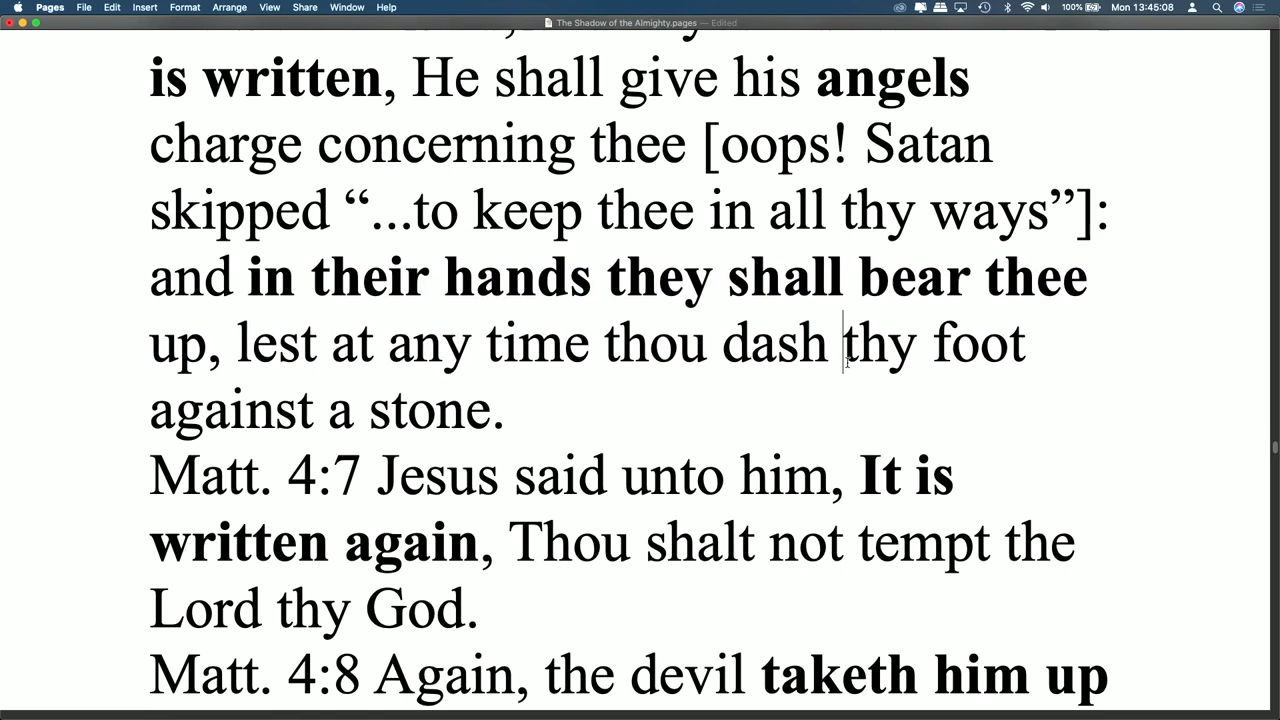 Pages File Edit Insert Format Arrange View Share Window Help 100% Mon 13:45:08
The Shadow of the Almighty.pages — Edited
is written, He shall give his angels
charge concerning thee [oops! Satan
skipped “...to keep thee in all thy ways”]:
and in their hands they shall bear thee
up, lest at any time thou dash thy foot
against a stone.
Matt. 4:7 Jesus said unto him, It is
written again, Thou shalt not tempt the
Lord thy God.
Matt. 4:8 Again, the devil taketh him up